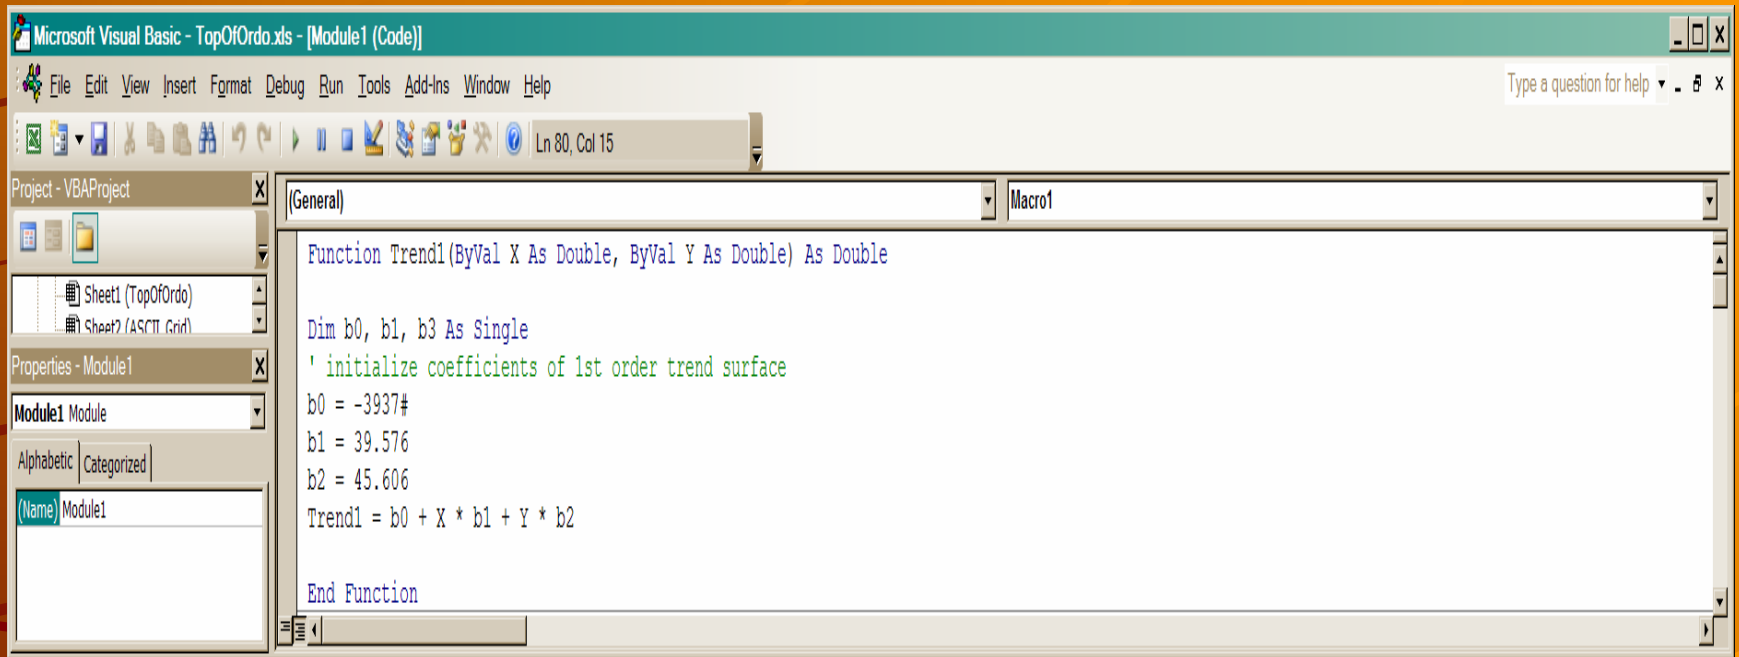 Microsoft Visual Basic - TopOfOrdo.xls - [Module1 (Code)]
File Edit View Insert Format Debug Run Tools Add-Ins Window Help
Type a question for help
Ln 80, Col 15
Project - VBAProject
(General)
Macro1
Sheet1 (TopOfOrdo)
Sheet2 (ASCII_Grid)
Properties - Module1
Module1 Module
Alphabetic Categorized
(Name) Module1
Function Trend1(ByVal X As Double, ByVal Y As Double) As Double
Dim b0, b1, b3 As Single
' initialize coefficients of 1st order trend surface
b0 = -3937#
b1 = 39.576
b2 = 45.606
Trend1 = b0 + X * b1 + Y * b2
End Function